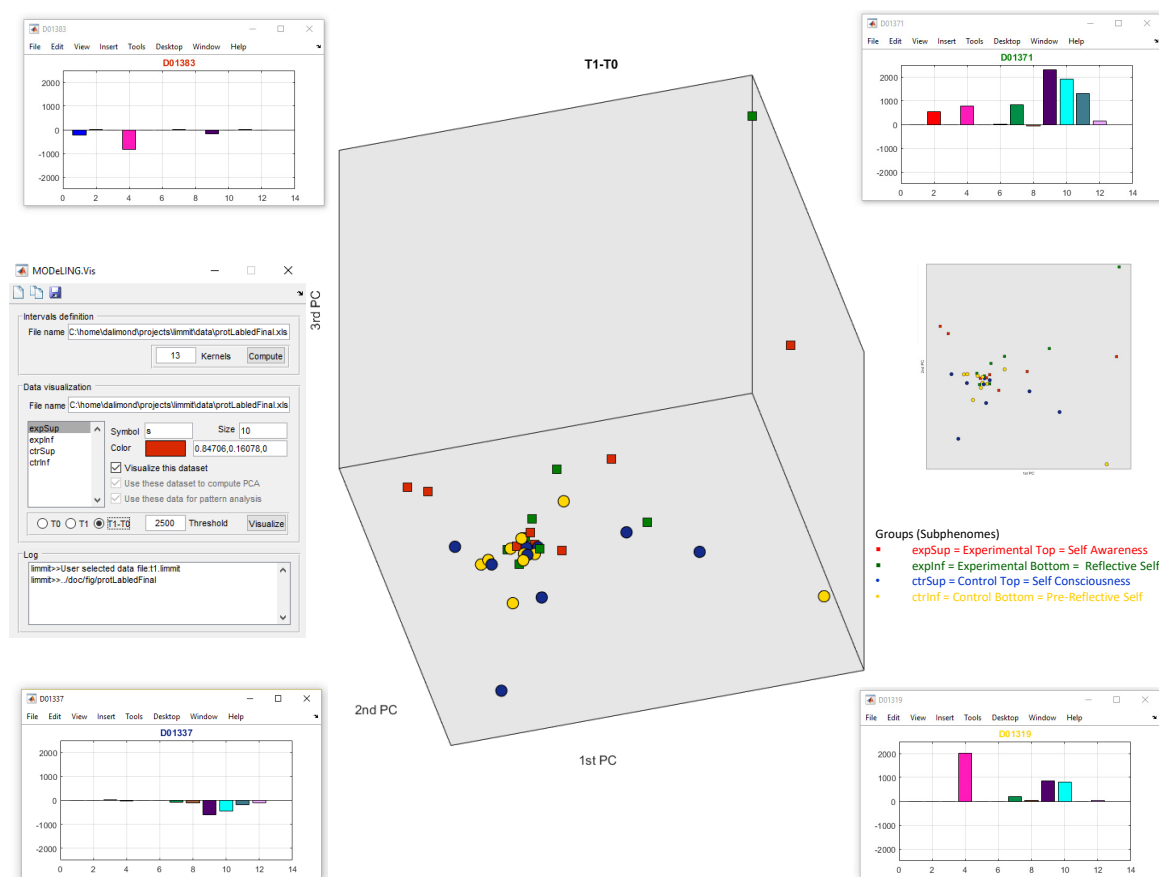 D01383
File Edit View Insert Tools Desktop Window Help
D01383
2000
1000
0
-1000
-2000
0 2 4 6 8 10 12 14
T1-T0
3rd PC
2nd PC
1st PC
D01371
File Edit View Insert Tools Desktop Window Help
D01371
2000
1000
0
-1000
-2000
0 2 4 6 8 10 12 14
MODeLING.Vis
Intervals definition
File name C:\home\dalimond\projects\limmit\data\protLabledFinal.xls
13 Kernels Compute
Data visualization
File name C:\home\dalimond\projects\limmit\data\protLabledFinal.xls
expSup
expInf
ctrSup
ctrInf
Symbol s Size 10
Color 0.84706,0.16078,0
Visualize this dataset
Use these dataset to compute PCA
Use these data for pattern analysis
T0 T1 T1-T0 2500 Threshold Visualize
Log
limmit>>User selected data file:t1.limmit
limmit>>../doc/fig/protLabledFinal
2nd PC
1st PC
Groups (Subphenomes)
expSup = Experimental Top = Self Awareness
expInf = Experimental Bottom = Reflective Self
ctrSup = Control Top = Self Consciousness
ctrInf = Control Bottom = Pre-Reflective Self
D01337
File Edit View Insert Tools Desktop Window Help
D01337
2000
1000
0
-1000
-2000
0 2 4 6 8 10 12 14
D01319
File Edit View Insert Tools Desktop Window Help
D01319
2000
1000
0
-1000
-2000
0 2 4 6 8 10 12 14